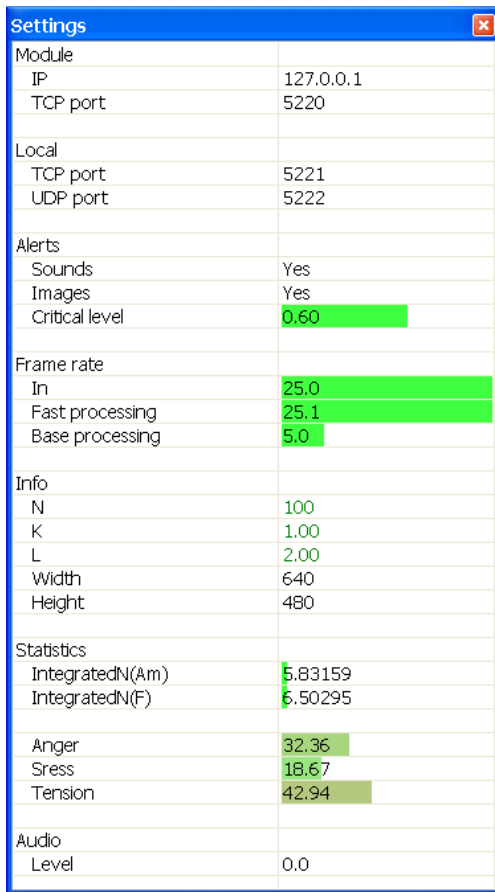 Settings
Module
IP 127.0.0.1
TCP port 5220
Local
TCP port 5221
UDP port 5222
Alerts
Sounds Yes
Images Yes
Critical level 0.60
Frame rate
In 25.0
Fast processing 25.1
Base processing 5.0
Info
N 100
K 1.00
L 2.00
Width 640
Height 480
Statistics
IntegratedN(Am) 5.83159
IntegratedN(F) 6.50295
Anger 32.36
Sress 18.67
Tension 42.94
Audio
Level 0.0